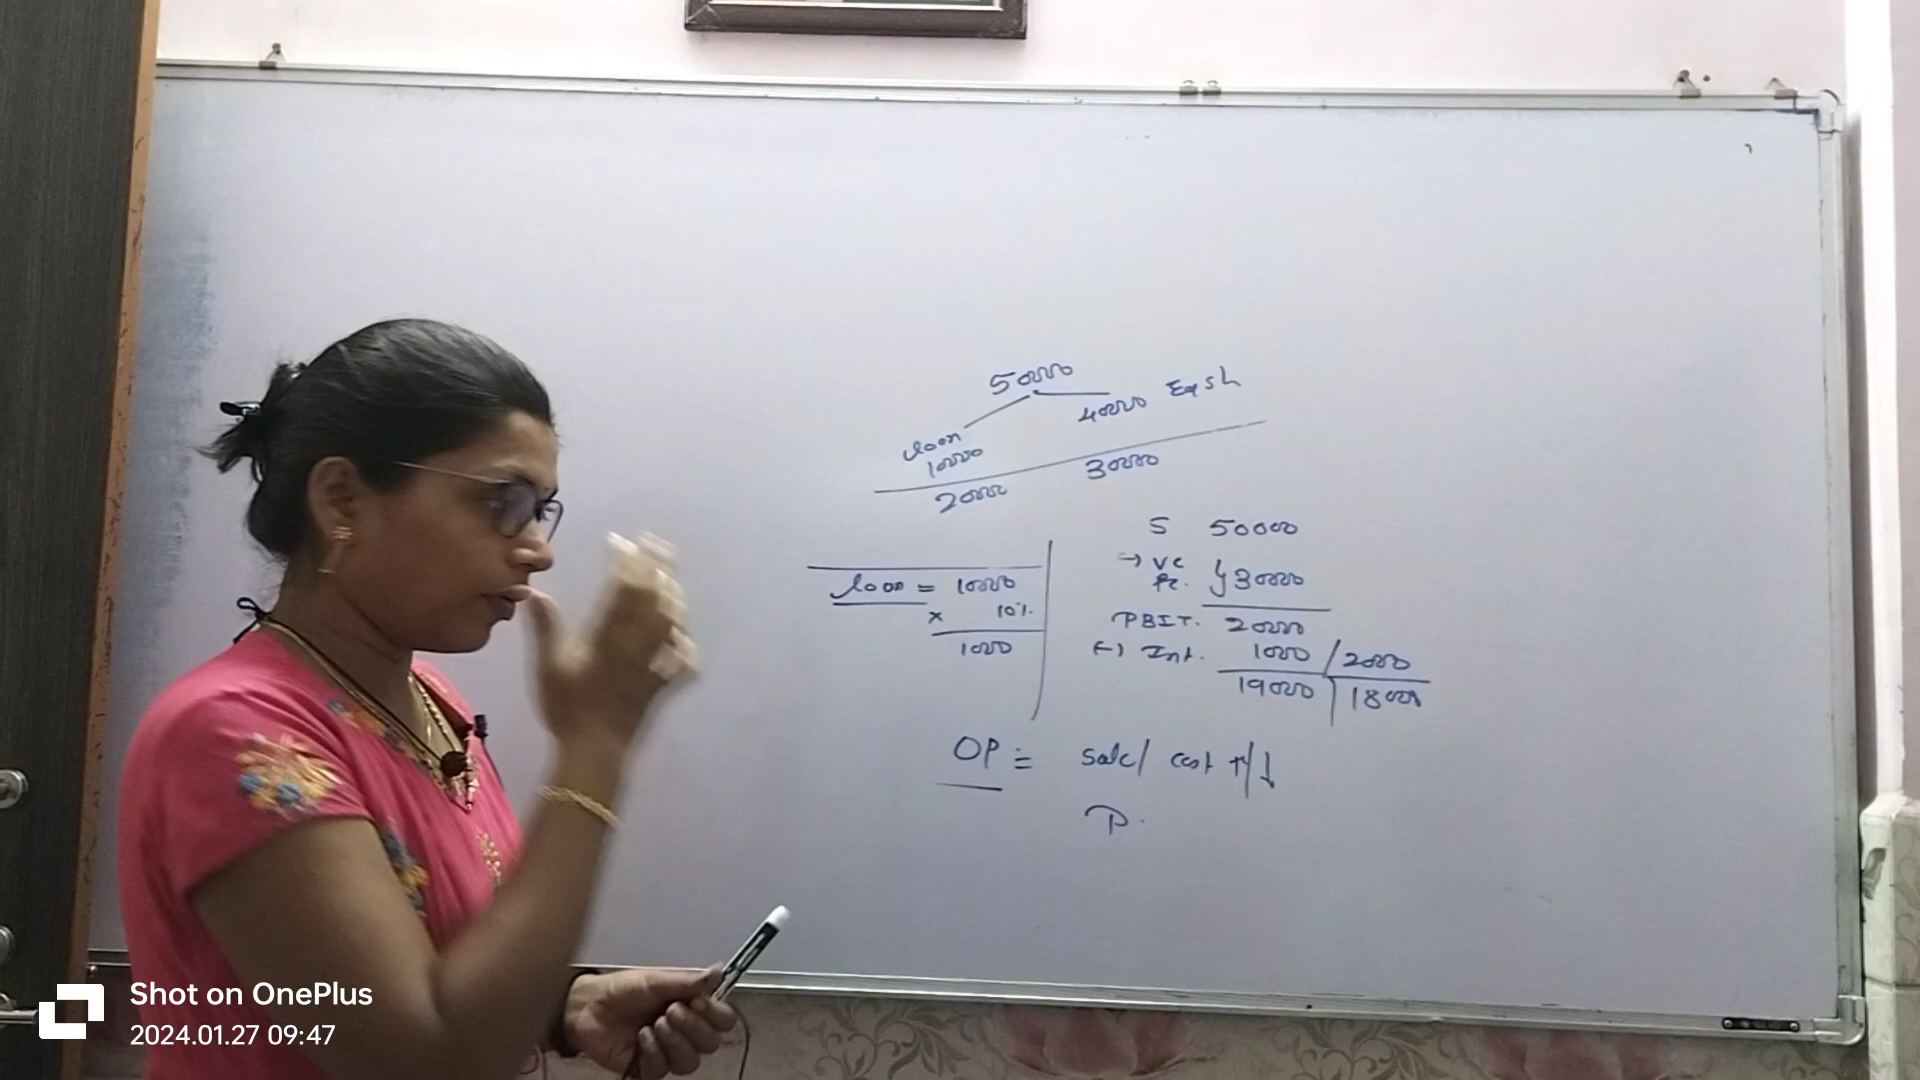 50000
40000 Eq sh
loan
10000
20000 30000
S 50000
(-) VC
Fc. } 30000
PBIT. 20000
(-) Int. 1000 / 2000
19000 | 18000
loan = 10000
x 10%.
1000
OP = sale/ cost ↑/↓
P.
Shot on OnePlus
2024.01.27 09:47